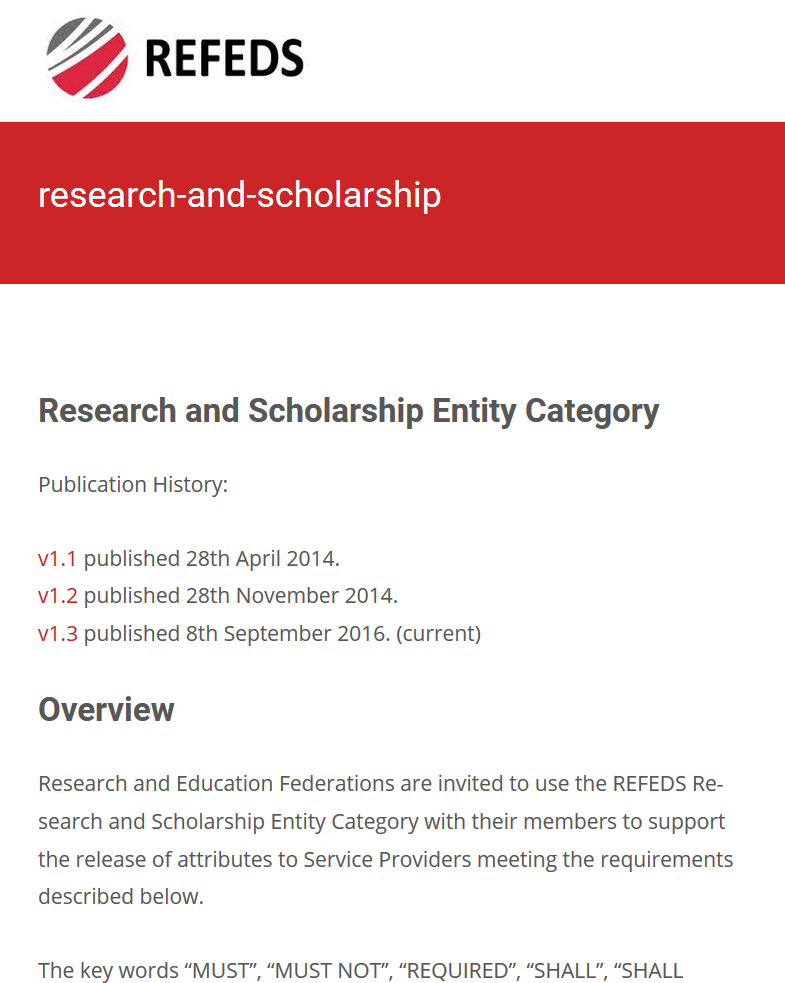 REFEDS
research-and-scholarship
Research and Scholarship Entity Category
Publication History:
v1.1 published 28th April 2014.
v1.2 published 28th November 2014.
v1.3 published 8th September 2016. (current)
Overview
Research and Education Federations are invited to use the REFEDS Re-
search and Scholarship Entity Category with their members to support
the release of attributes to Service Providers meeting the requirements
described below.
The key words “MUST”, “MUST NOT”, “REQUIRED”, “SHALL”, “SHALL